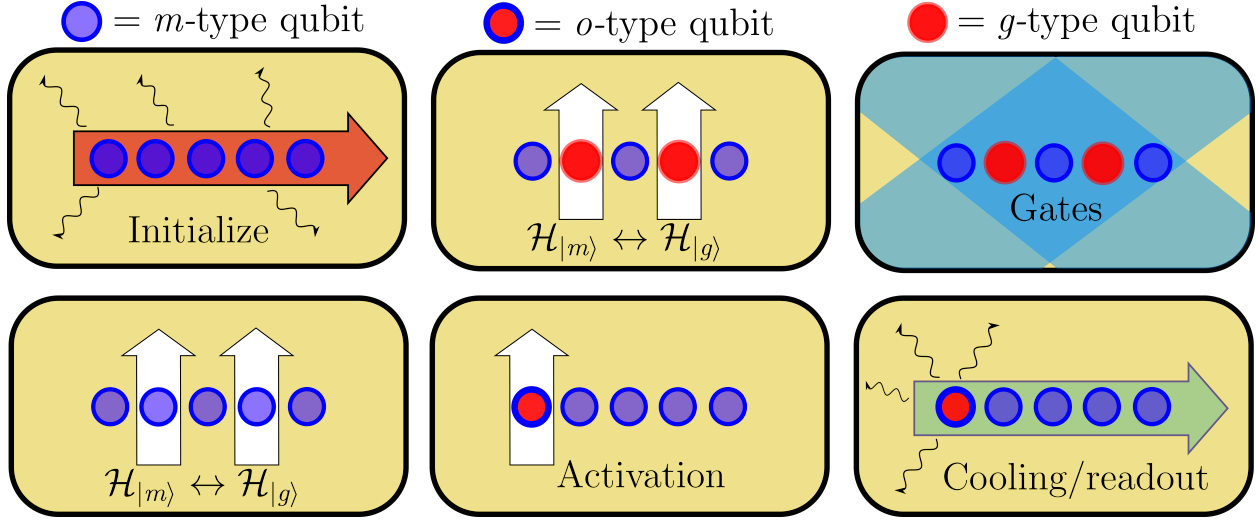 = m-type qubit
= o-type qubit
= g-type qubit
Initialize
ℋ|m⟩ ↔ ℋ|g⟩
Gates
ℋ|m⟩ ↔ ℋ|g⟩
Activation
Cooling/readout